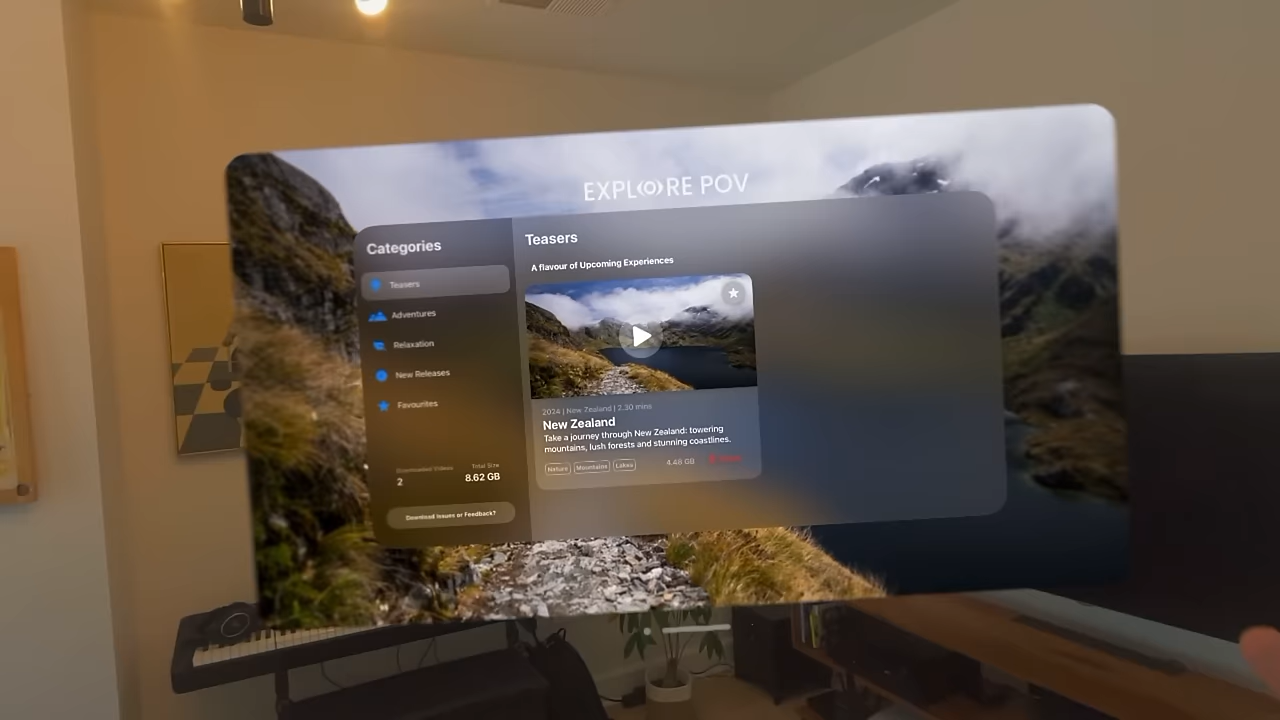 EXPLORE POV
Categories
Teasers
Adventures
Relaxation
New Releases
Favourites
Downloaded Videos
2
Total Size
8.62 GB
Download Issues or Feedback?
Teasers
A flavour of Upcoming Experiences
2024 | New Zealand | 2.30 mins
New Zealand
Take a journey through New Zealand: towering
mountains, lush forests and stunning coastlines.
Nature
Mountains
Lakes
4.48 GB